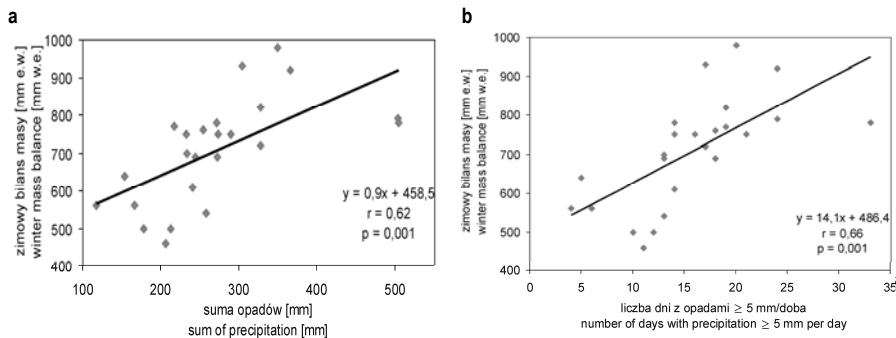 a
zimowy bilans masy [mm e.w.]
winter mass balance [mm w.e.]
1000
900
800
700
600
500
400
100
200
300
400
500
y = 0,9x + 458,5
r = 0,62
p = 0,001
suma opadów [mm]
sum of precipitation [mm]
b
zimowy bilans masy [mm e.w.]
winter mass balance [mm w.e.]
1000
900
800
700
600
500
400
0
5
10
15
20
25
30
35
y = 14,1x + 486,4
r = 0,66
p = 0,001
liczba dni z opadami ≥ 5 mm/doba
number of days with precipitation ≥ 5 mm per day